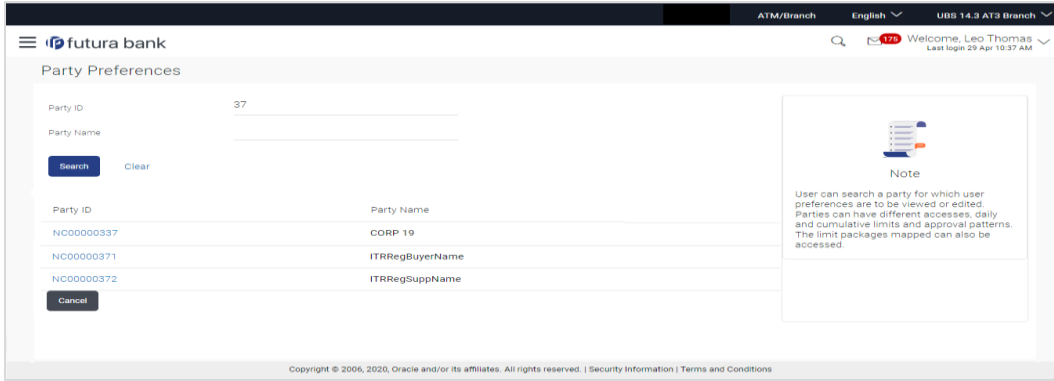 ATM/Branch English UBS 14.3 AT3 Branch
futura bank 175 Welcome, Leo Thomas
Last login 29 Apr 10:37 AM
Party Preferences
Party ID 37
Party Name
Search Clear
Party ID Party Name
NC00000337 CORP 19
NC00000371 ITRRegBuyerName
NC00000372 ITRRegSuppName
Cancel
Note
User can search a party for which user
preferences are to be viewed or edited.
Parties can have different accesses, daily
and cumulative limits and approval patterns.
The limit packages mapped can also be
accessed.
Copyright © 2006, 2020, Oracle and/or its affiliates. All rights reserved. | Security Information | Terms and Conditions